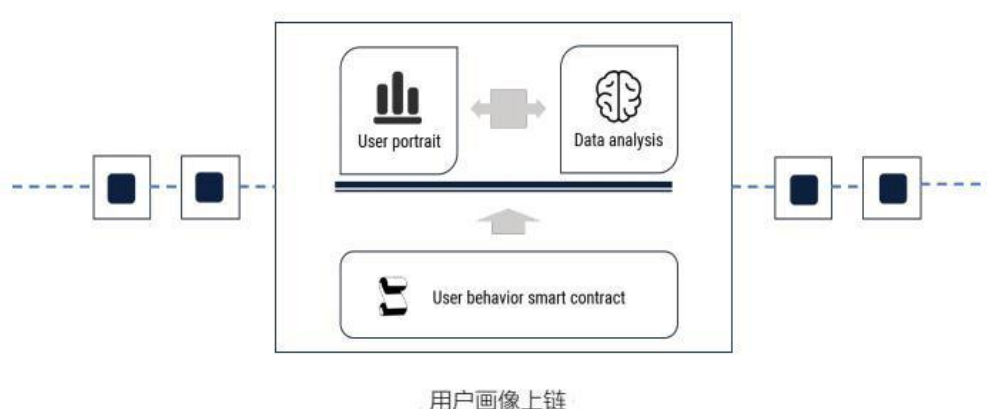 User portrait
Data analysis
User behavior smart contract
用户画像上链